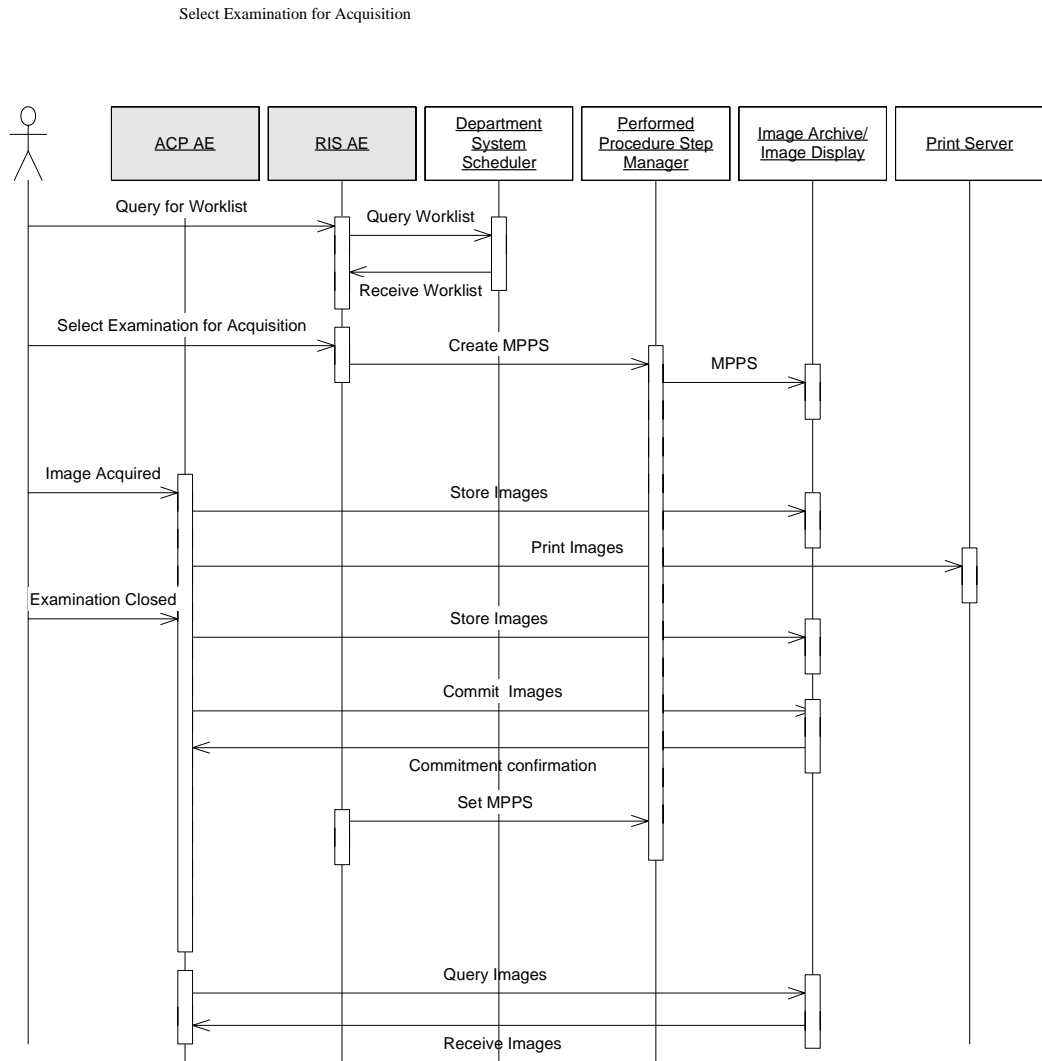 Select Examination for Acquisition
ACP AE
RIS AE
Department
System
Scheduler
Performed
Procedure Step
Manager
Image Archive/
Image Display
Print Server
Query for Worklist
Query Worklist
Receive Worklist
Select Examination for Acquisition
Create MPPS
MPPS
Image Acquired
Store Images
Print Images
Examination Closed
Store Images
Commit Images
Commitment confirmation
Set MPPS
Query Images
Receive Images